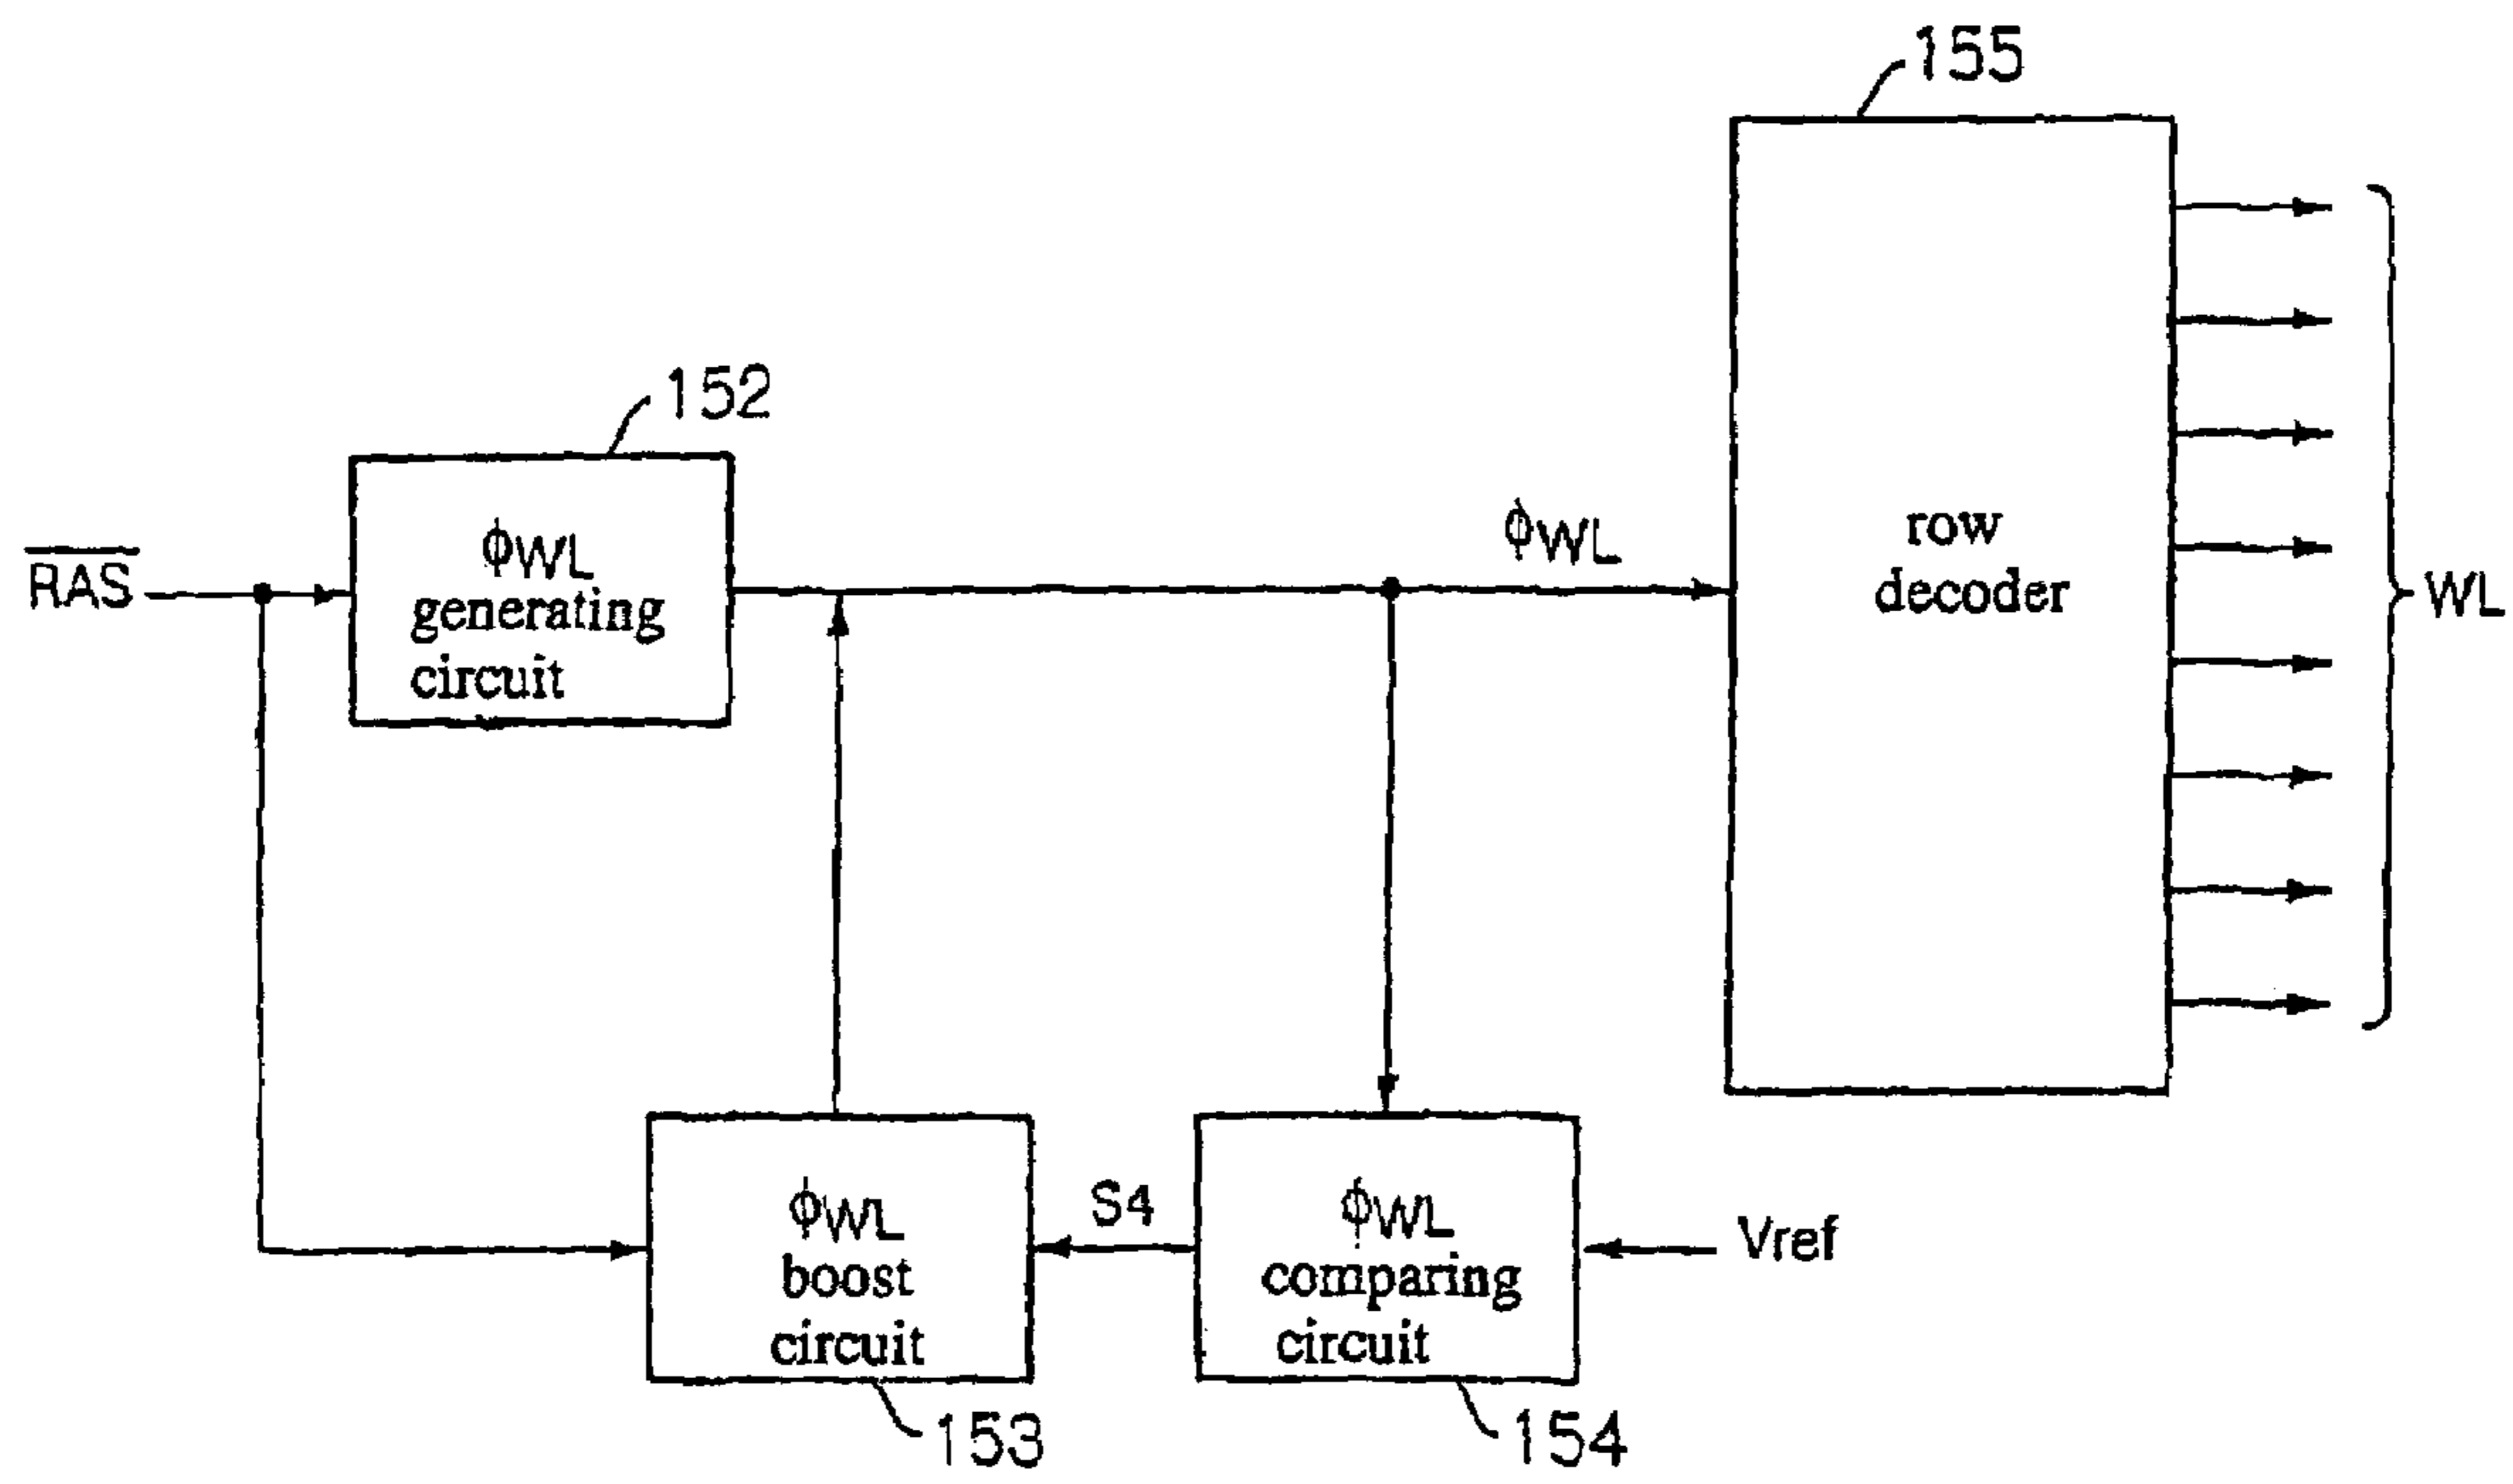 155
152
RAS
ϕWL
generating
circuit
ϕWL
row
decoder
WL
ϕWL
boost
circuit
S4
ϕWL
comparing
circuit
Vref
153
154